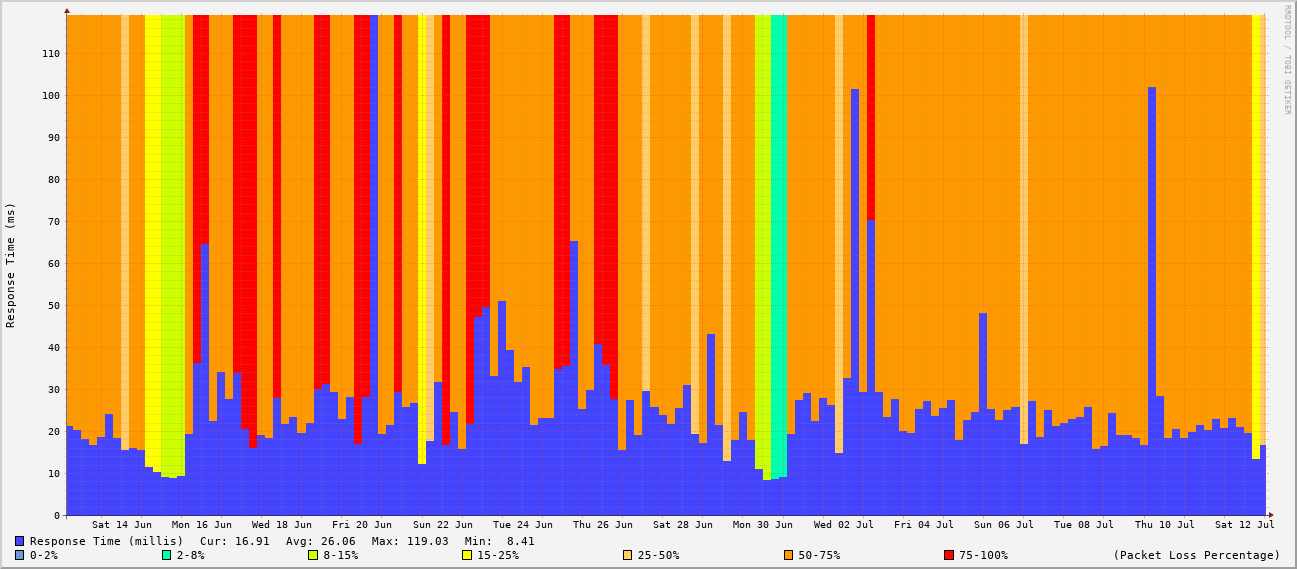 RRDTOOL / TOBI OETIKER
Response Time (ms)
110
100
90
80
70
60
50
40
30
20
10
0
Sat 14 Jun Mon 16 Jun Wed 18 Jun Fri 20 Jun Sun 22 Jun Tue 24 Jun Thu 26 Jun Sat 28 Jun Mon 30 Jun Wed 02 Jul Fri 04 Jul Sun 06 Jul Tue 08 Jul Thu 10 Jul Sat 12 Jul
Response Time (millis) Cur: 16.91 Avg: 26.06 Max: 119.03 Min: 8.41
0-2% 2-8% 8-15% 15-25% 25-50% 50-75% 75-100% (Packet Loss Percentage)